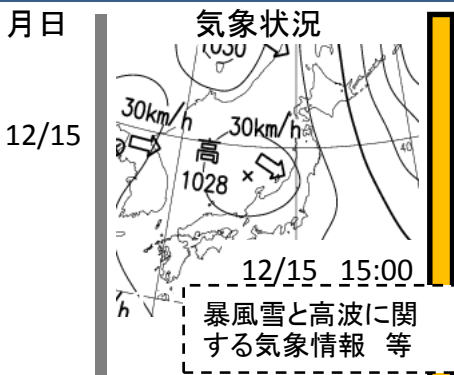 月日 気象状況
1030
30km/h
30km/h
12/15
高
40
1028
12/15 15:00
h
暴風雪と高波に関
する気象情報 等